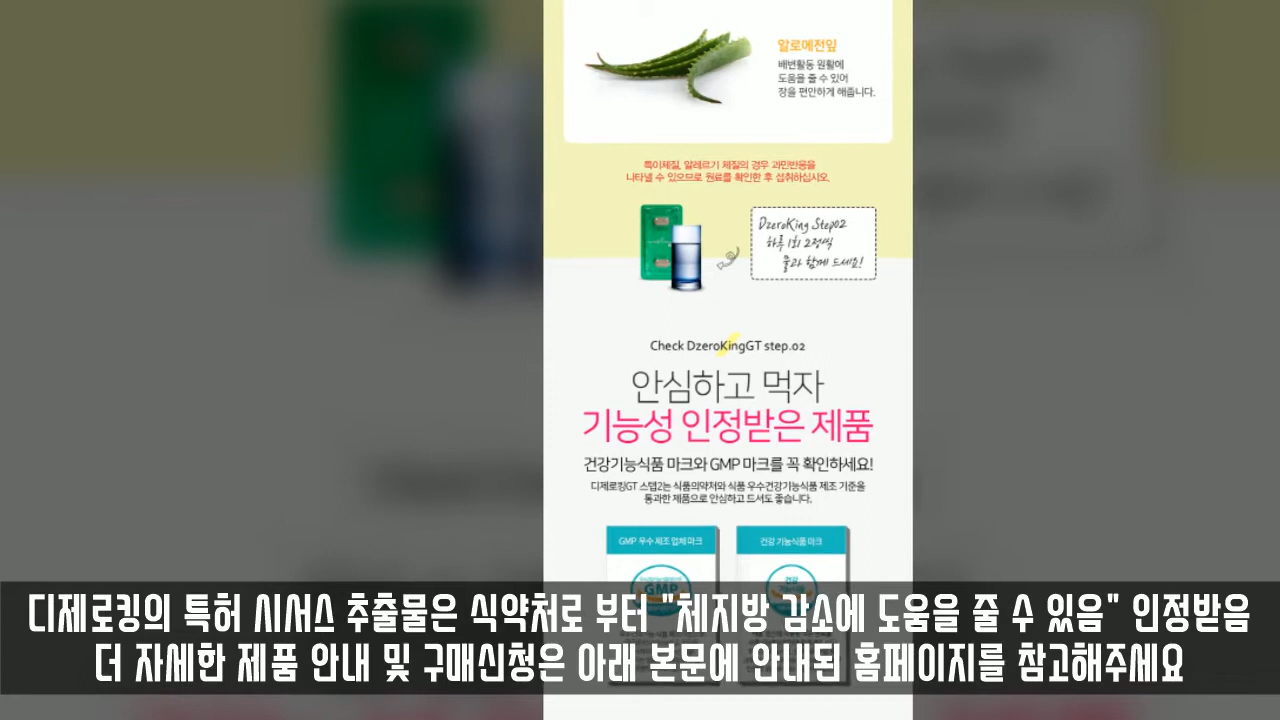 알로에전잎
배변활동 원활에
도움을 줄 수 있어
장을 편안하게 해줍니다.
특이체질, 알레르기 체질의 경우 과민반응을
나타낼 수 있으므로 원료를 확인한 후 섭취하십시오.
DzeroKing Step02
하루 1회 2정씩
물과 함께 드세요!
Check DzeroKingGT step.02
안심하고 먹자
기능성 인정받은 제품
건강기능식품 마크와 GMP 마크를 꼭 확인하세요!
디제로킹GT 스텝2는 식품의약처와 식품 우수건강기능식품 제조 기준을
통과한 제품으로 안심하고 드셔도 좋습니다.
GMP 우수 제조 업체 마크
건강 기능식품 마크
GMP
건강
디제로킹의 특허 시서스 추출물은 식약처로 부터 "체지방 감소에 도움을 줄 수 있음" 인정받음
더 자세한 제품 안내 및 구매신청은 아래 본문에 안내된 홈페이지를 참고해주세요